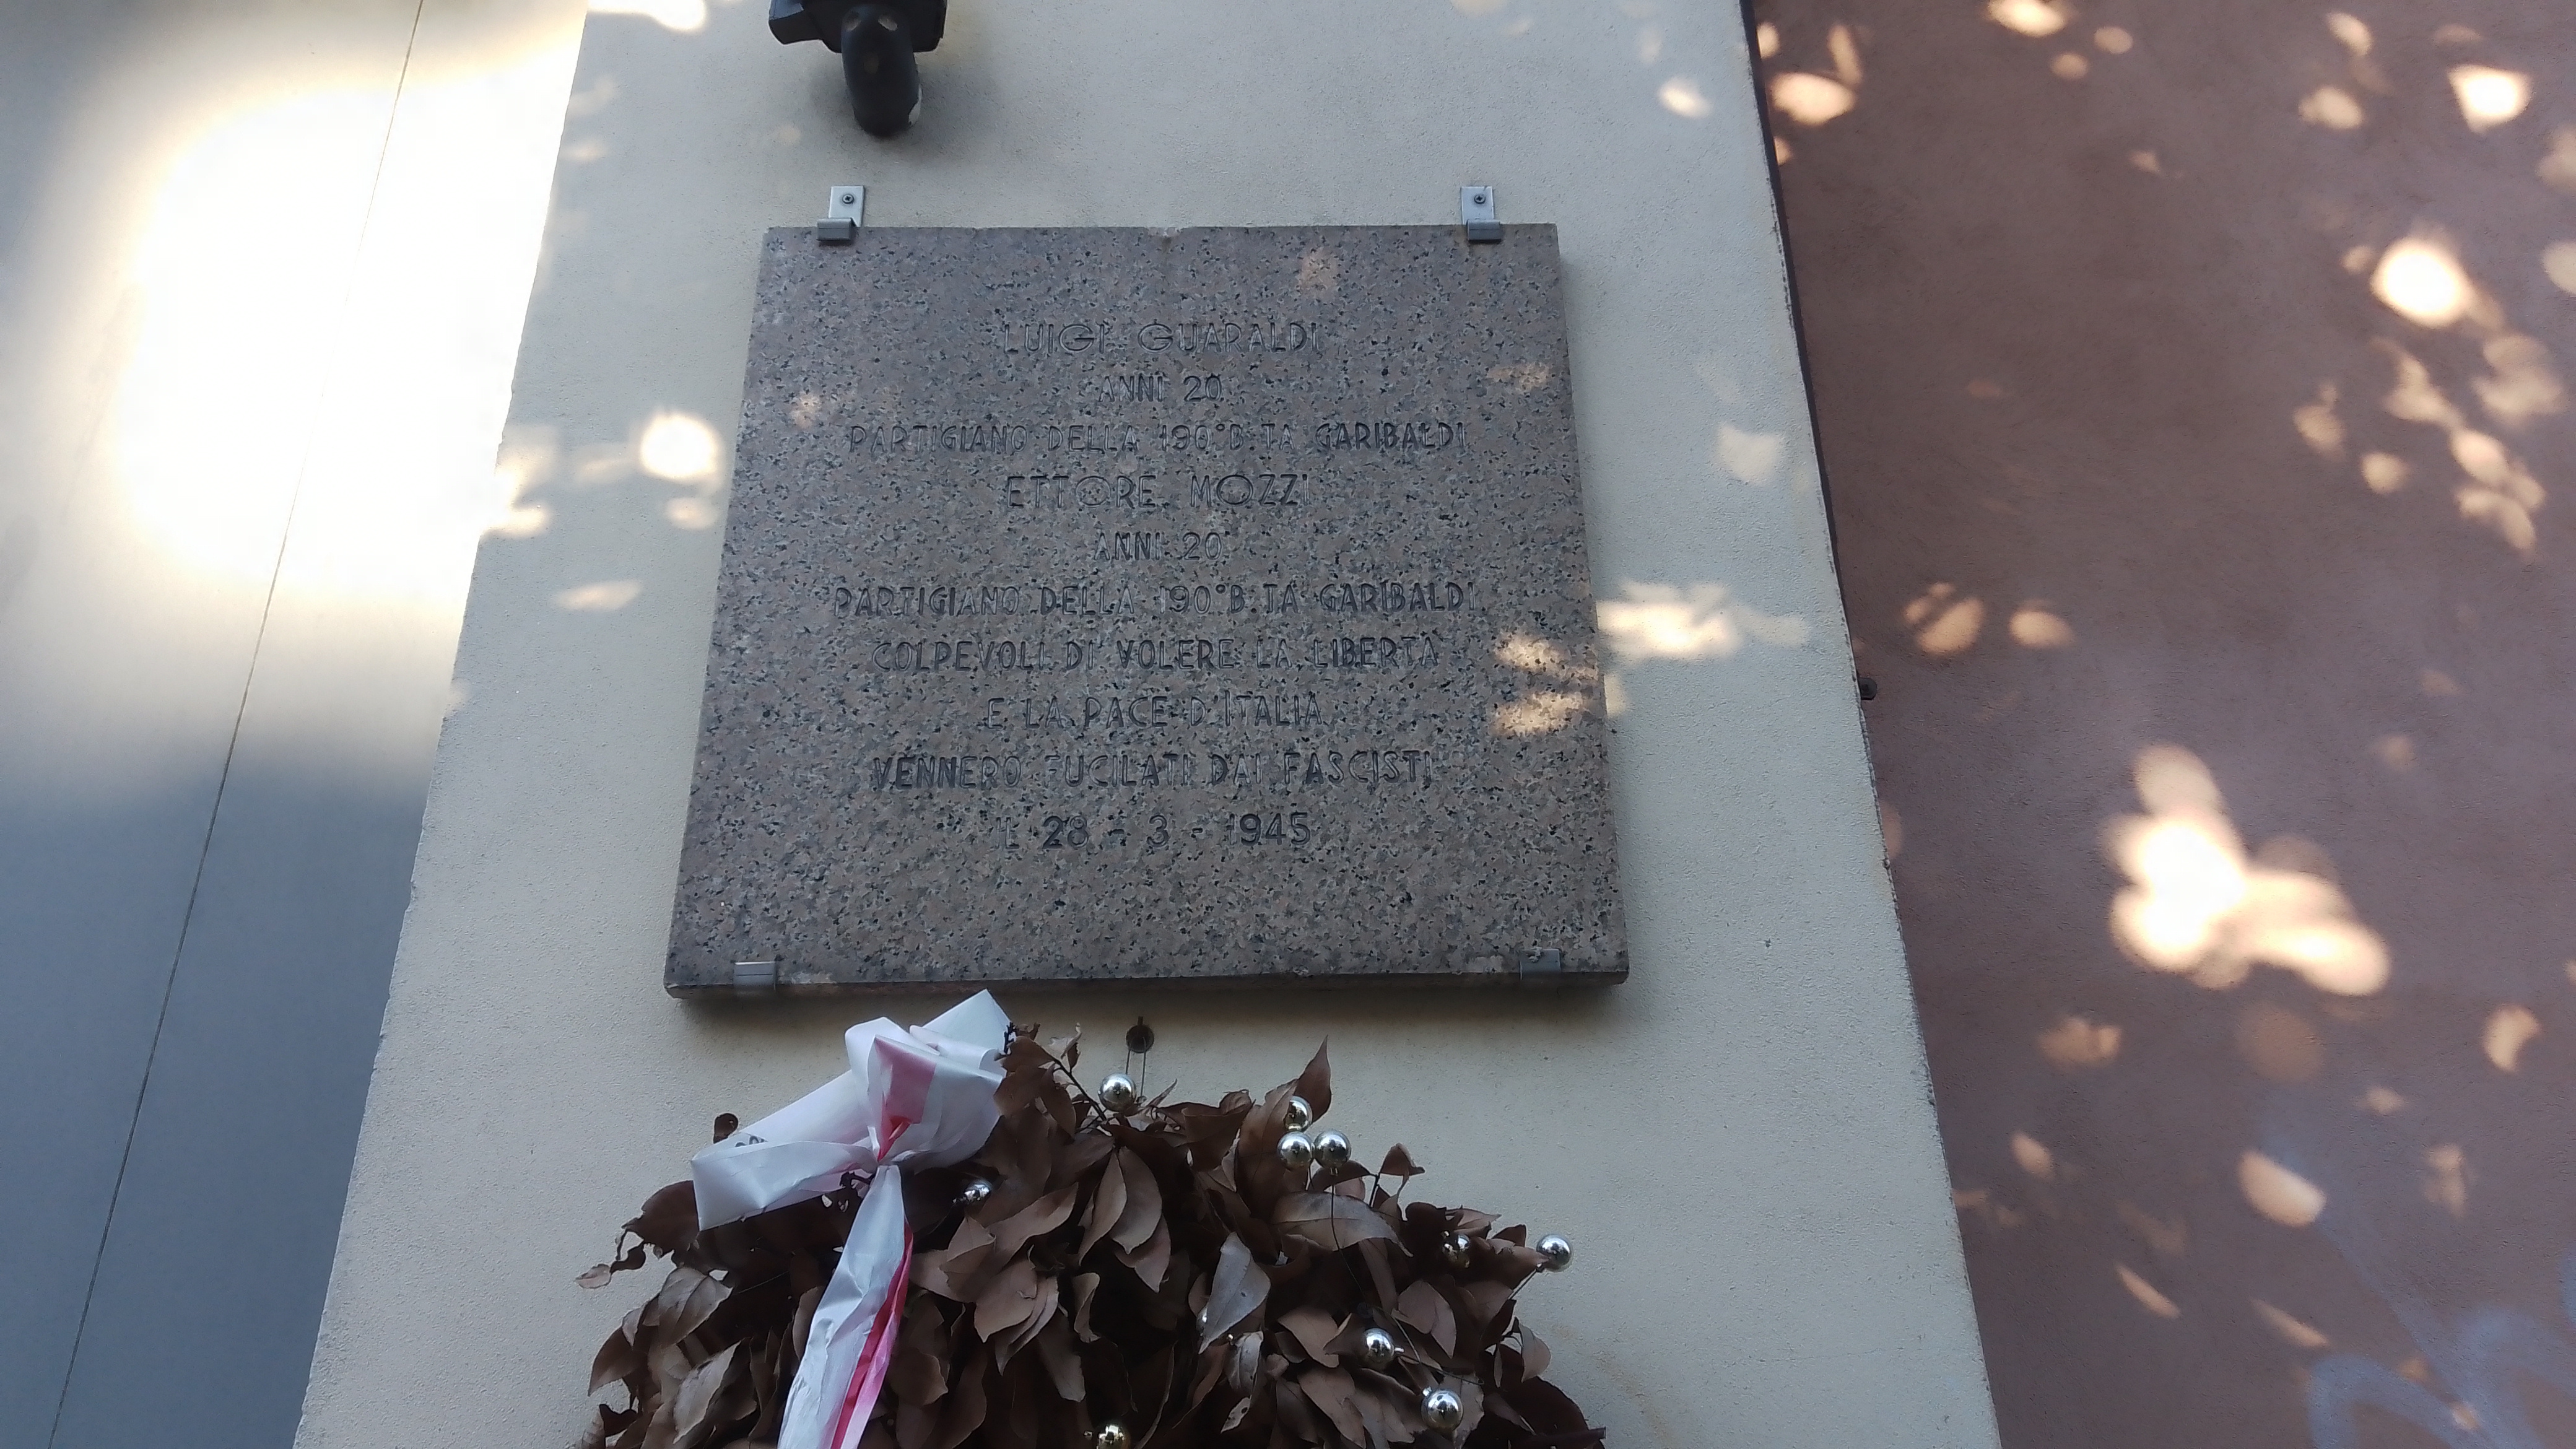 LUIGI GUARALDI
ANNI 20
PARTIGIANO DELLA 190°B.TA GARIBALDI
ETTORE MOZZI
ANNI 20
PARTIGIANO DELLA 190°B.TA GARIBALDI
COLPEVOLI DI VOLERE LA LIBERTÀ
E LA PACE D'ITALIA
VENNERO FUCILATI DAI FASCISTI
IL 28 - 3 - 1945